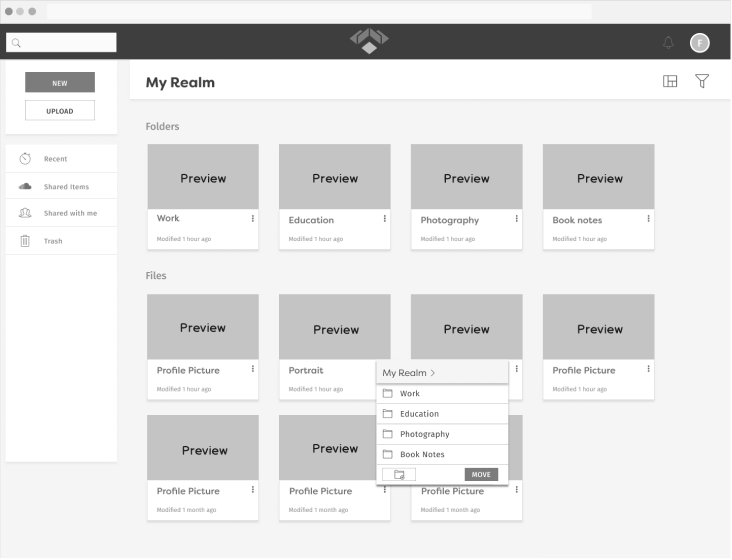 F
NEW
UPLOAD
Recent
Shared Items
Shared with me
Trash
My Realm
Folders
Preview
Preview
Preview
Preview
Work
Education
Photography
Book notes
Modified 1 hour ago
Modified 1 hour ago
Modified 1 hour ago
Modified 1 hour ago
Files
Preview
Preview
Preview
Preview
Profile Picture
Portrait
Profile Picture
Modified 1 hour ago
Modified 1 hour
Modified 1 hour ago
My Realm >
Work
Education
Photography
Book Notes
MOVE
Preview
Preview
Profile Picture
Profile Picture
Profile Picture
Modified 1 month ago
Modified 1 month ago
Modified 1 month ago